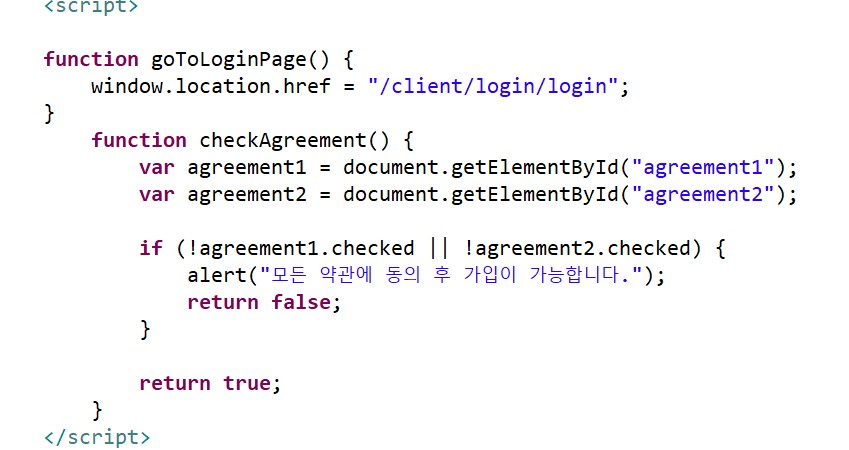 <script>
function goToLoginPage() {
window.location.href = "/client/login/login";
}
function checkAgreement() {
var agreement1 = document.getElementById("agreement1");
var agreement2 = document.getElementById("agreement2");
if (!agreement1.checked || !agreement2.checked) {
alert("모든 약관에 동의 후 가입이 가능합니다.");
return false;
}
return true;
}
</script>